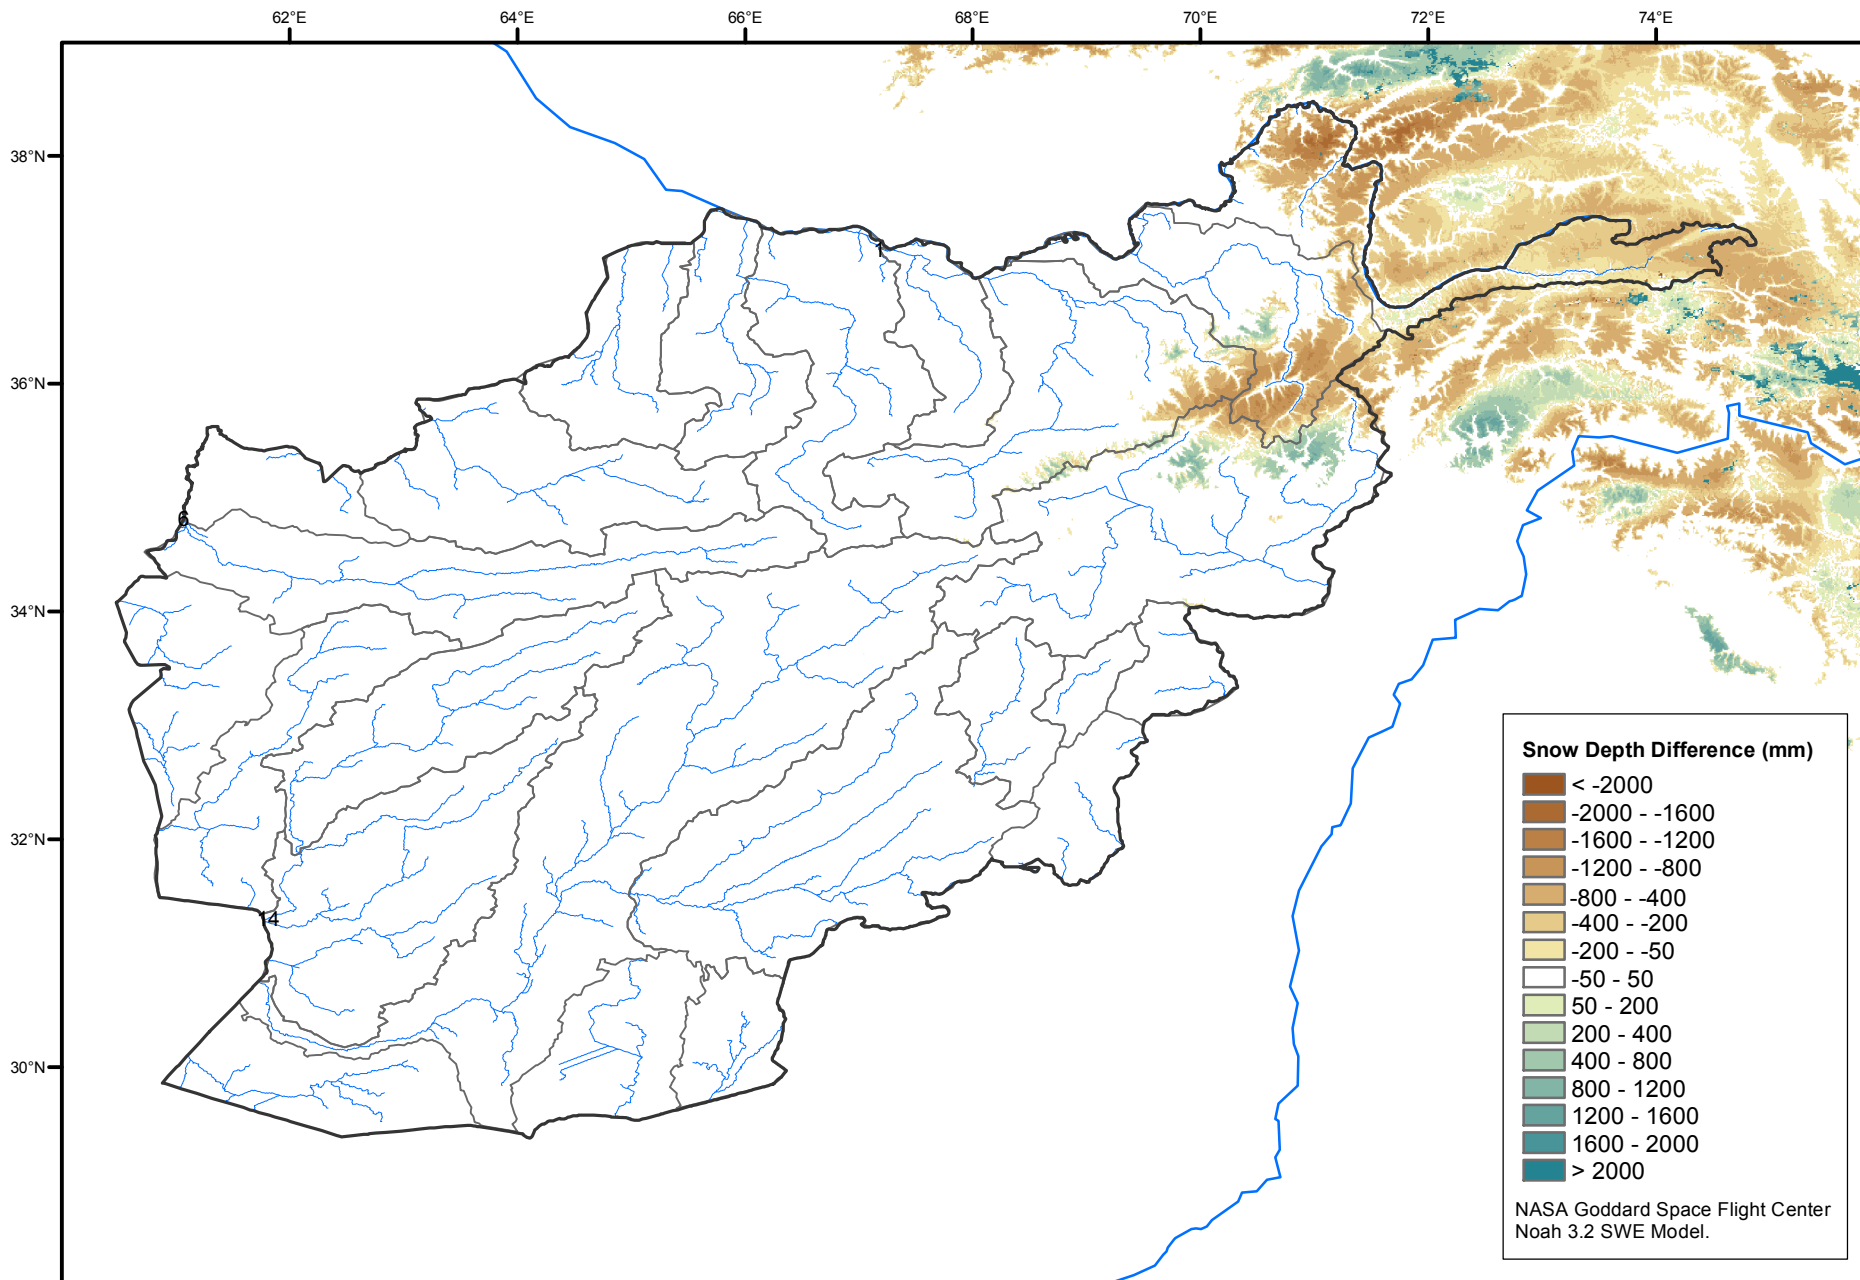 62°E 64°E 66°E 68°E 70°E 72°E 74°E
38°N
1
36°N
6
34°N
32°N
14
30°N
Snow Depth Difference (mm)
< -2000
-2000 - -1600
-1600 - -1200
-1200 - -800
-800 - -400
-400 - -200
-200 - -50
-50 - 50
50 - 200
200 - 400
400 - 800
800 - 1200
1200 - 1600
1600 - 2000
> 2000
NASA Goddard Space Flight Center
Noah 3.2 SWE Model.